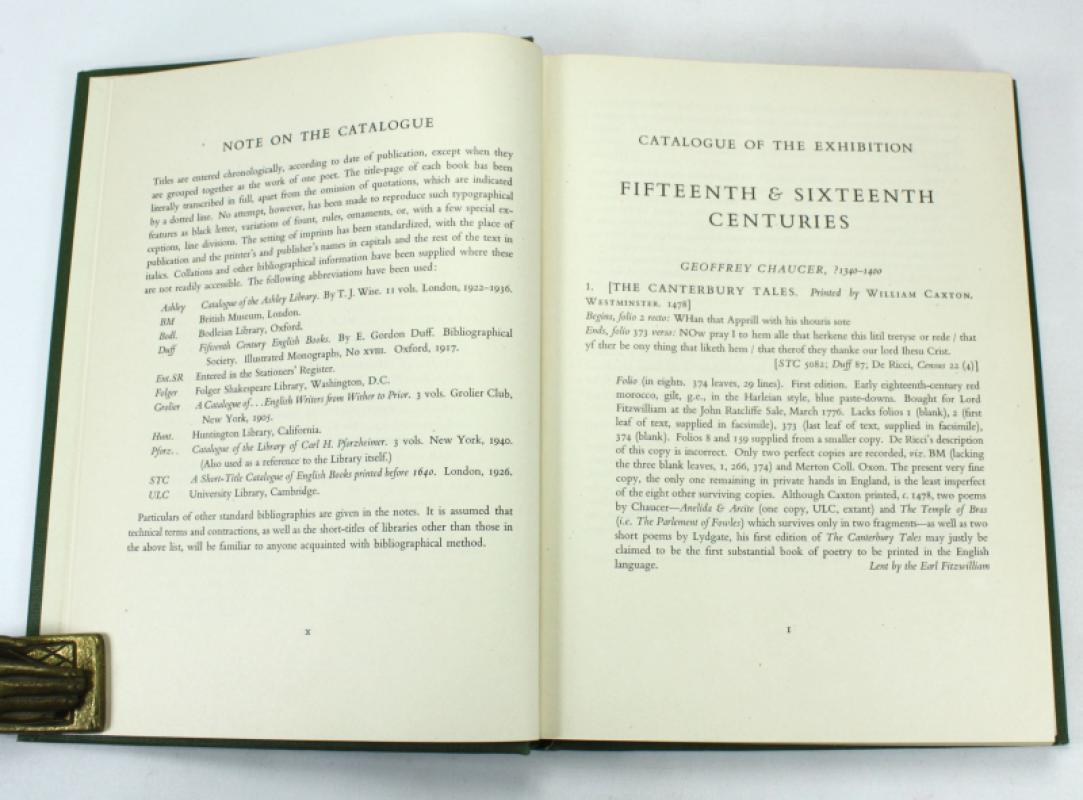 NOTE ON THE CATALOGUE
Titles are entered chronologically, according to date of publication, except when they
are grouped together as the work of one poet. The title-page of each book has been
literally transcribed in full, apart from the omission of quotations, which are indicated
by a dotted line. No attempt, however, has been made to reproduce such typographical
features as black letter, variations of fount, rules, ornaments, or, with a few special ex-
ceptions, line divisions. The setting of imprints has been standardized, with the place of
publication and the printer's and publisher's names in capitals and the rest of the text in
italics. Collations and other bibliographical information have been supplied where these
are not readily accessible. The following abbreviations have been used:
Ashley Catalogue of the Ashley Library. By T. J. Wise. 11 vols. London, 1922–1936.
BM British Museum, London.
Bodl. Bodleian Library, Oxford.
Duff Fifteenth Century English Books. By E. Gordon Duff. Bibliographical
Society. Illustrated Monographs, No XVIII. Oxford, 1917.
Ent.SR Entered in the Stationers' Register.
Folger Folger Shakespeare Library, Washington, D.C.
Grolier A Catalogue of...English Writers from Wither to Prior. 3 vols. Grolier Club,
New York, 1905.
Hunt. Huntington Library, California.
Pforz. . Catalogue of the Library of Carl H. Pforzheimer. 3 vols. New York, 1940.
(Also used as a reference to the Library itself.)
STC A Short-Title Catalogue of English Books printed before 1640. London, 1926.
ULC University Library, Cambridge.
Particulars of other standard bibliographies are given in the notes. It is assumed that
technical terms and contractions, as well as the short-titles of libraries other than those in
the above list, will be familiar to anyone acquainted with bibliographical method.
x
CATALOGUE OF THE EXHIBITION
FIFTEENTH & SIXTEENTH
CENTURIES
GEOFFREY CHAUCER, ?1340–1400
1. [THE CANTERBURY TALES. Printed by WILLIAM CAXTON,
WESTMINSTER, 1478]
Begins, folio 2 recto: WHan that Apprill with his shouris sote
Ends, folio 373 verso: NOw pray I to hem alle that herkene this litil tretyse or rede / that
yf ther be ony thing that liketh hem / that therof they thanke our lord Ihesu Crist.
[STC 5082; Duff 87; De Ricci, Census 22 (4)]
Folio (in eights. 374 leaves, 29 lines). First edition. Early eighteenth-century red
morocco, gilt, g.e., in the Harleian style, blue paste-downs. Bought for Lord
Fitzwilliam at the John Ratcliffe Sale, March 1776. Lacks folios 1 (blank), 2 (first
leaf of text, supplied in facsimile), 373 (last leaf of text, supplied in facsimile),
374 (blank). Folios 8 and 159 supplied from a smaller copy. De Ricci's description
of this copy is incorrect. Only two perfect copies are recorded, viz. BM (lacking
the three blank leaves, 1, 266, 374) and Merton Coll. Oxon. The present very fine
copy, the only one remaining in private hands in England, is the least imperfect
of the eight other surviving copies. Although Caxton printed, c. 1478, two poems
by Chaucer—Anelida & Arcite (one copy, ULC, extant) and The Temple of Bras
(i.e. The Parlement of Fowles) which survives only in two fragments—as well as two
short poems by Lydgate, his first edition of The Canterbury Tales may justly be
claimed to be the first substantial book of poetry to be printed in the English
language. Lent by the Earl Fitzwilliam
1